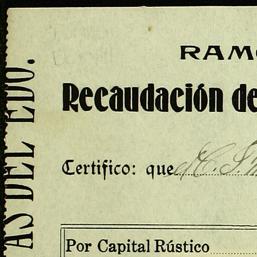 RAMO
Recaudación de
Certifico: que
Por Capital Rústico
AS DEL EDO.